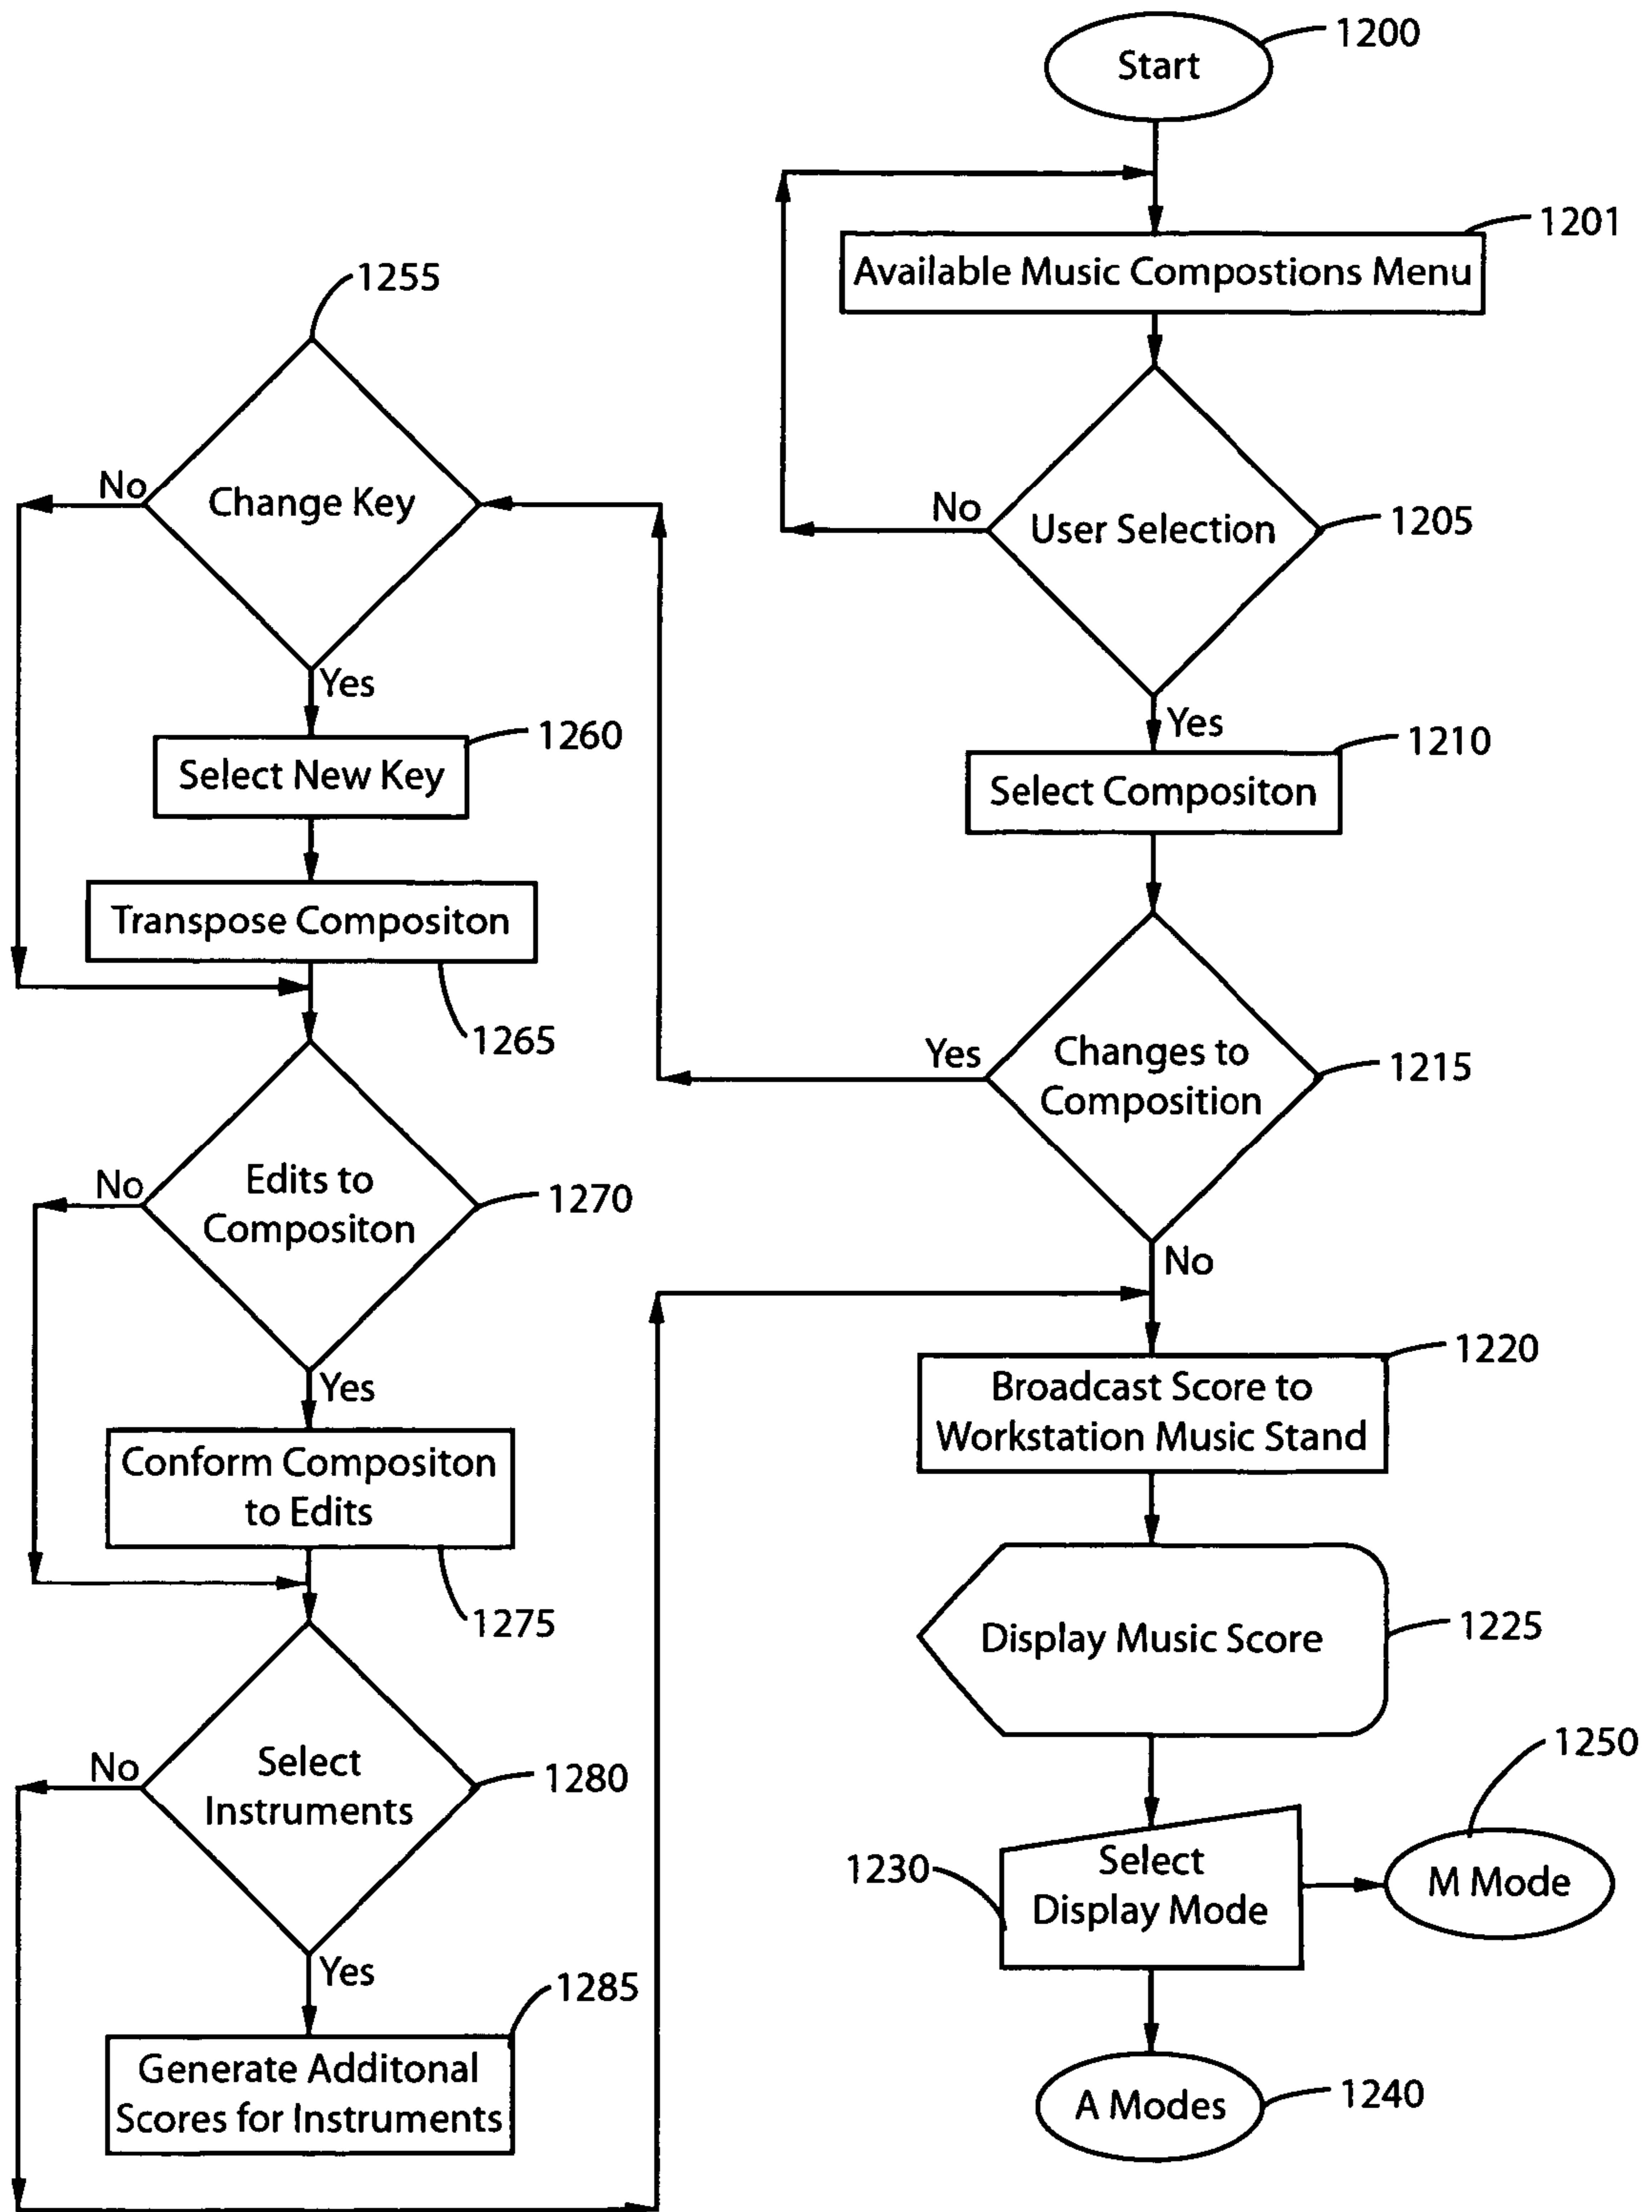 Start
1200
1201
Available Music Compostions Menu
1255
No
Change Key
No
User Selection
1205
Yes
Yes
1260
Select New Key
1210
Select Compositon
Transpose Compositon
1265
Yes
Changes to
Composition
1215
No
Edits to
Compositon
1270
No
Yes
1220
Broadcast Score to
Workstation Music Stand
Conform Compositon
to Edits
1275
Display Music Score
1225
No
Select
Instruments
1280
1250
1230
Select
Display Mode
M Mode
Yes
1285
Generate Additonal
Scores for Instruments
A Modes
1240